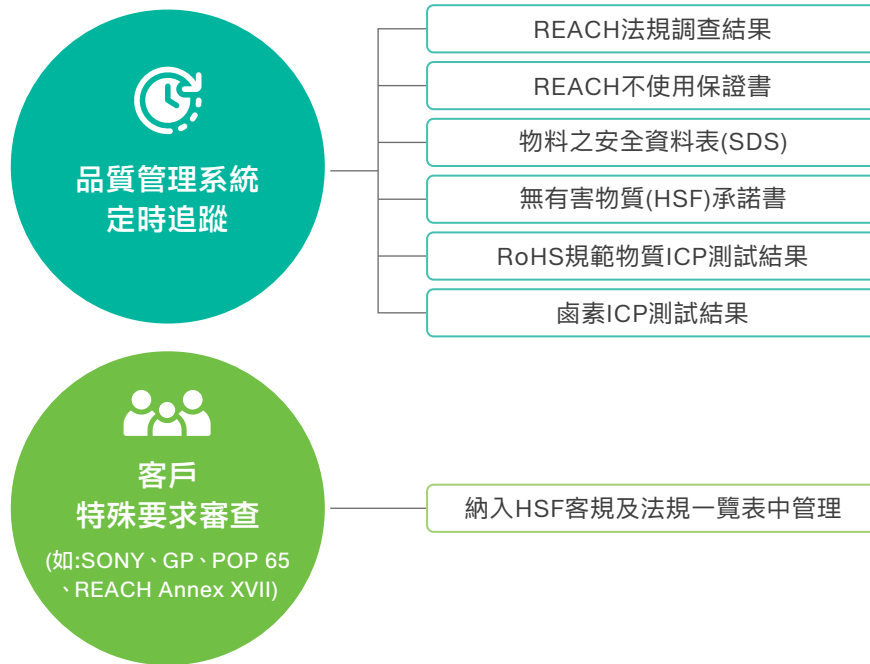 品質管理系統
定時追蹤
REACH法規調查結果
REACH不使用保證書
物料之安全資料表(SDS)
無有害物質(HSF)承諾書
RoHS規範物質ICP測試結果
鹵素ICP測試結果
客戶
特殊要求審查
(如:SONY、GP、POP 65
、REACH Annex XVII)
納入HSF客規及法規一覽表中管理